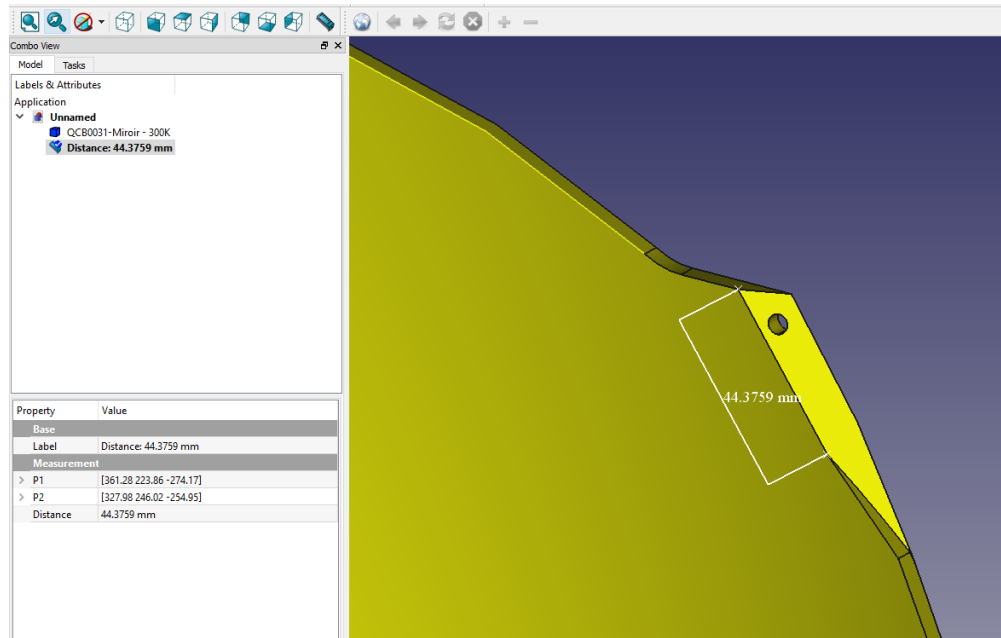 Combo View
Model Tasks
Labels & Attributes
Application
Unnamed
QCB0031-Miroir - 300K
Distance: 44.3759 mm
44.3759 mm
Property Value
Base
Label Distance: 44.3759 mm
Measurement
P1 [361.28 223.86 -274.17]
P2 [327.98 246.02 -254.95]
Distance 44.3759 mm